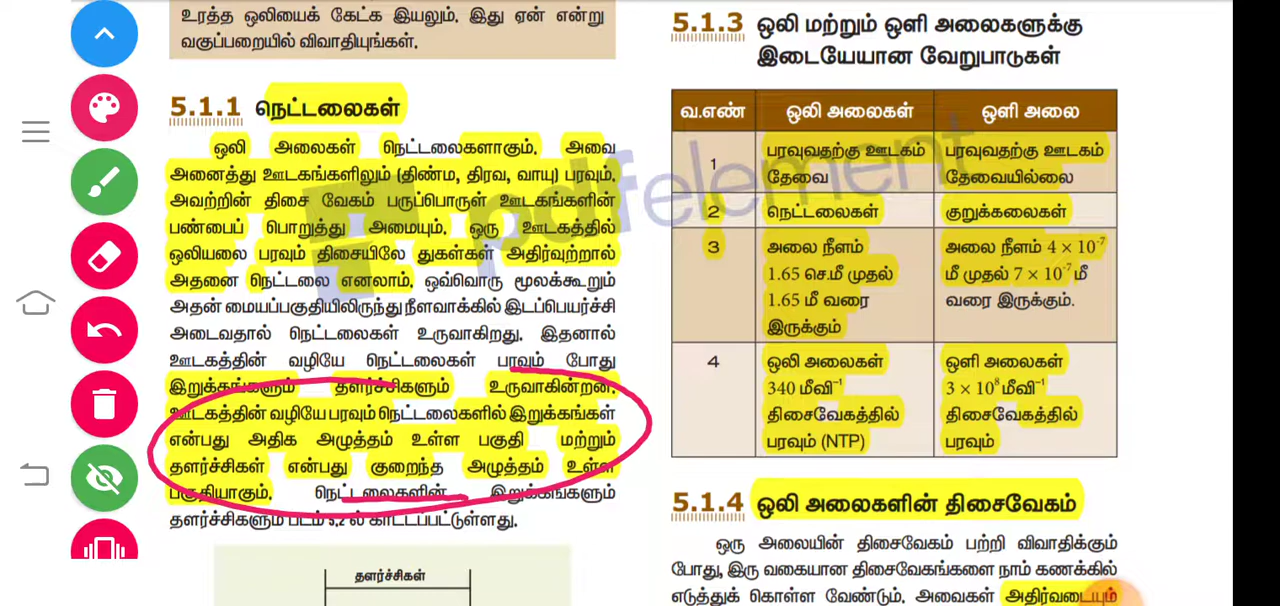 உரத்த ஒலியைக் கேட்க இயலும். இது ஏன் என்று
வகுப்பறையில் விவாதியுங்கள்.
5.1.1 நெட்டலைகள்
ஒலி அலைகள் நெட்டலைகளாகும். அவை
அனைத்து ஊடகங்களிலும் (திண்ம, திரவ, வாயு) பரவும்.
அவற்றின் திசை வேகம் பருப்பொருள் ஊடகங்களின்
பண்பைப் பொறுத்து அமையும். ஒரு ஊடகத்தில்
ஒலியலை பரவும் திசையிலே துகள்கள் அதிர்வுற்றால்
அதனை நெட்டலை எனலாம். ஒவ்வொரு மூலக்கூறும்
அதன் மையப்பகுதியிலிருந்து நீளவாக்கில் இடப்பெயர்ச்சி
அடைவதால் நெட்டலைகள் உருவாகிறது. இதனால்
ஊடகத்தின் வழியே நெட்டலைகள் பரவும் போது
இறுக்கங்களும் தளர்ச்சிகளும் உருவாகின்றன.
ஊடகத்தின் வழியே பரவும் நெட்டலைகளில் இறுக்கங்கள்
என்பது அதிக அழுத்தம் உள்ள பகுதி மற்றும்
தளர்ச்சிகள் என்பது குறைந்த அழுத்தம் உள்ள
பகுதியாகும். நெட்டலைகளின் இறுக்கங்களும்
தளர்ச்சிகளும் படம் 5.2 ல் காட்டப்பட்டுள்ளது.
தளர்ச்சிகள்
5.1.3 ஒலி மற்றும் ஒளி அலைகளுக்கு
இடையேயான வேறுபாடுகள்
வ.எண் ஒலி அலைகள் ஒளி அலை
1 பரவுவதற்கு ஊடகம் பரவுவதற்கு ஊடகம்
தேவை தேவையில்லை
2 நெட்டலைகள் குறுக்கலைகள்
3 அலை நீளம் அலை நீளம் 4 × 10⁻⁷
1.65 செ.மீ முதல் மீ முதல் 7 × 10⁻⁷ மீ
1.65 மீ வரை வரை இருக்கும்.
இருக்கும்
4 ஒலி அலைகள் ஒளி அலைகள்
340 மீவி⁻¹ 3 × 10⁸ மீவி⁻¹
திசைவேகத்தில் திசைவேகத்தில்
பரவும் (NTP) பரவும்
5.1.4 ஒலி அலைகளின் திசைவேகம்
ஒரு அலையின் திசைவேகம் பற்றி விவாதிக்கும்
போது, இரு வகையான திசைவேகங்களை நாம் கணக்கில்
எடுத்துக் கொள்ள வேண்டும். அவைகள் அதிர்வடையும்
pdfelement